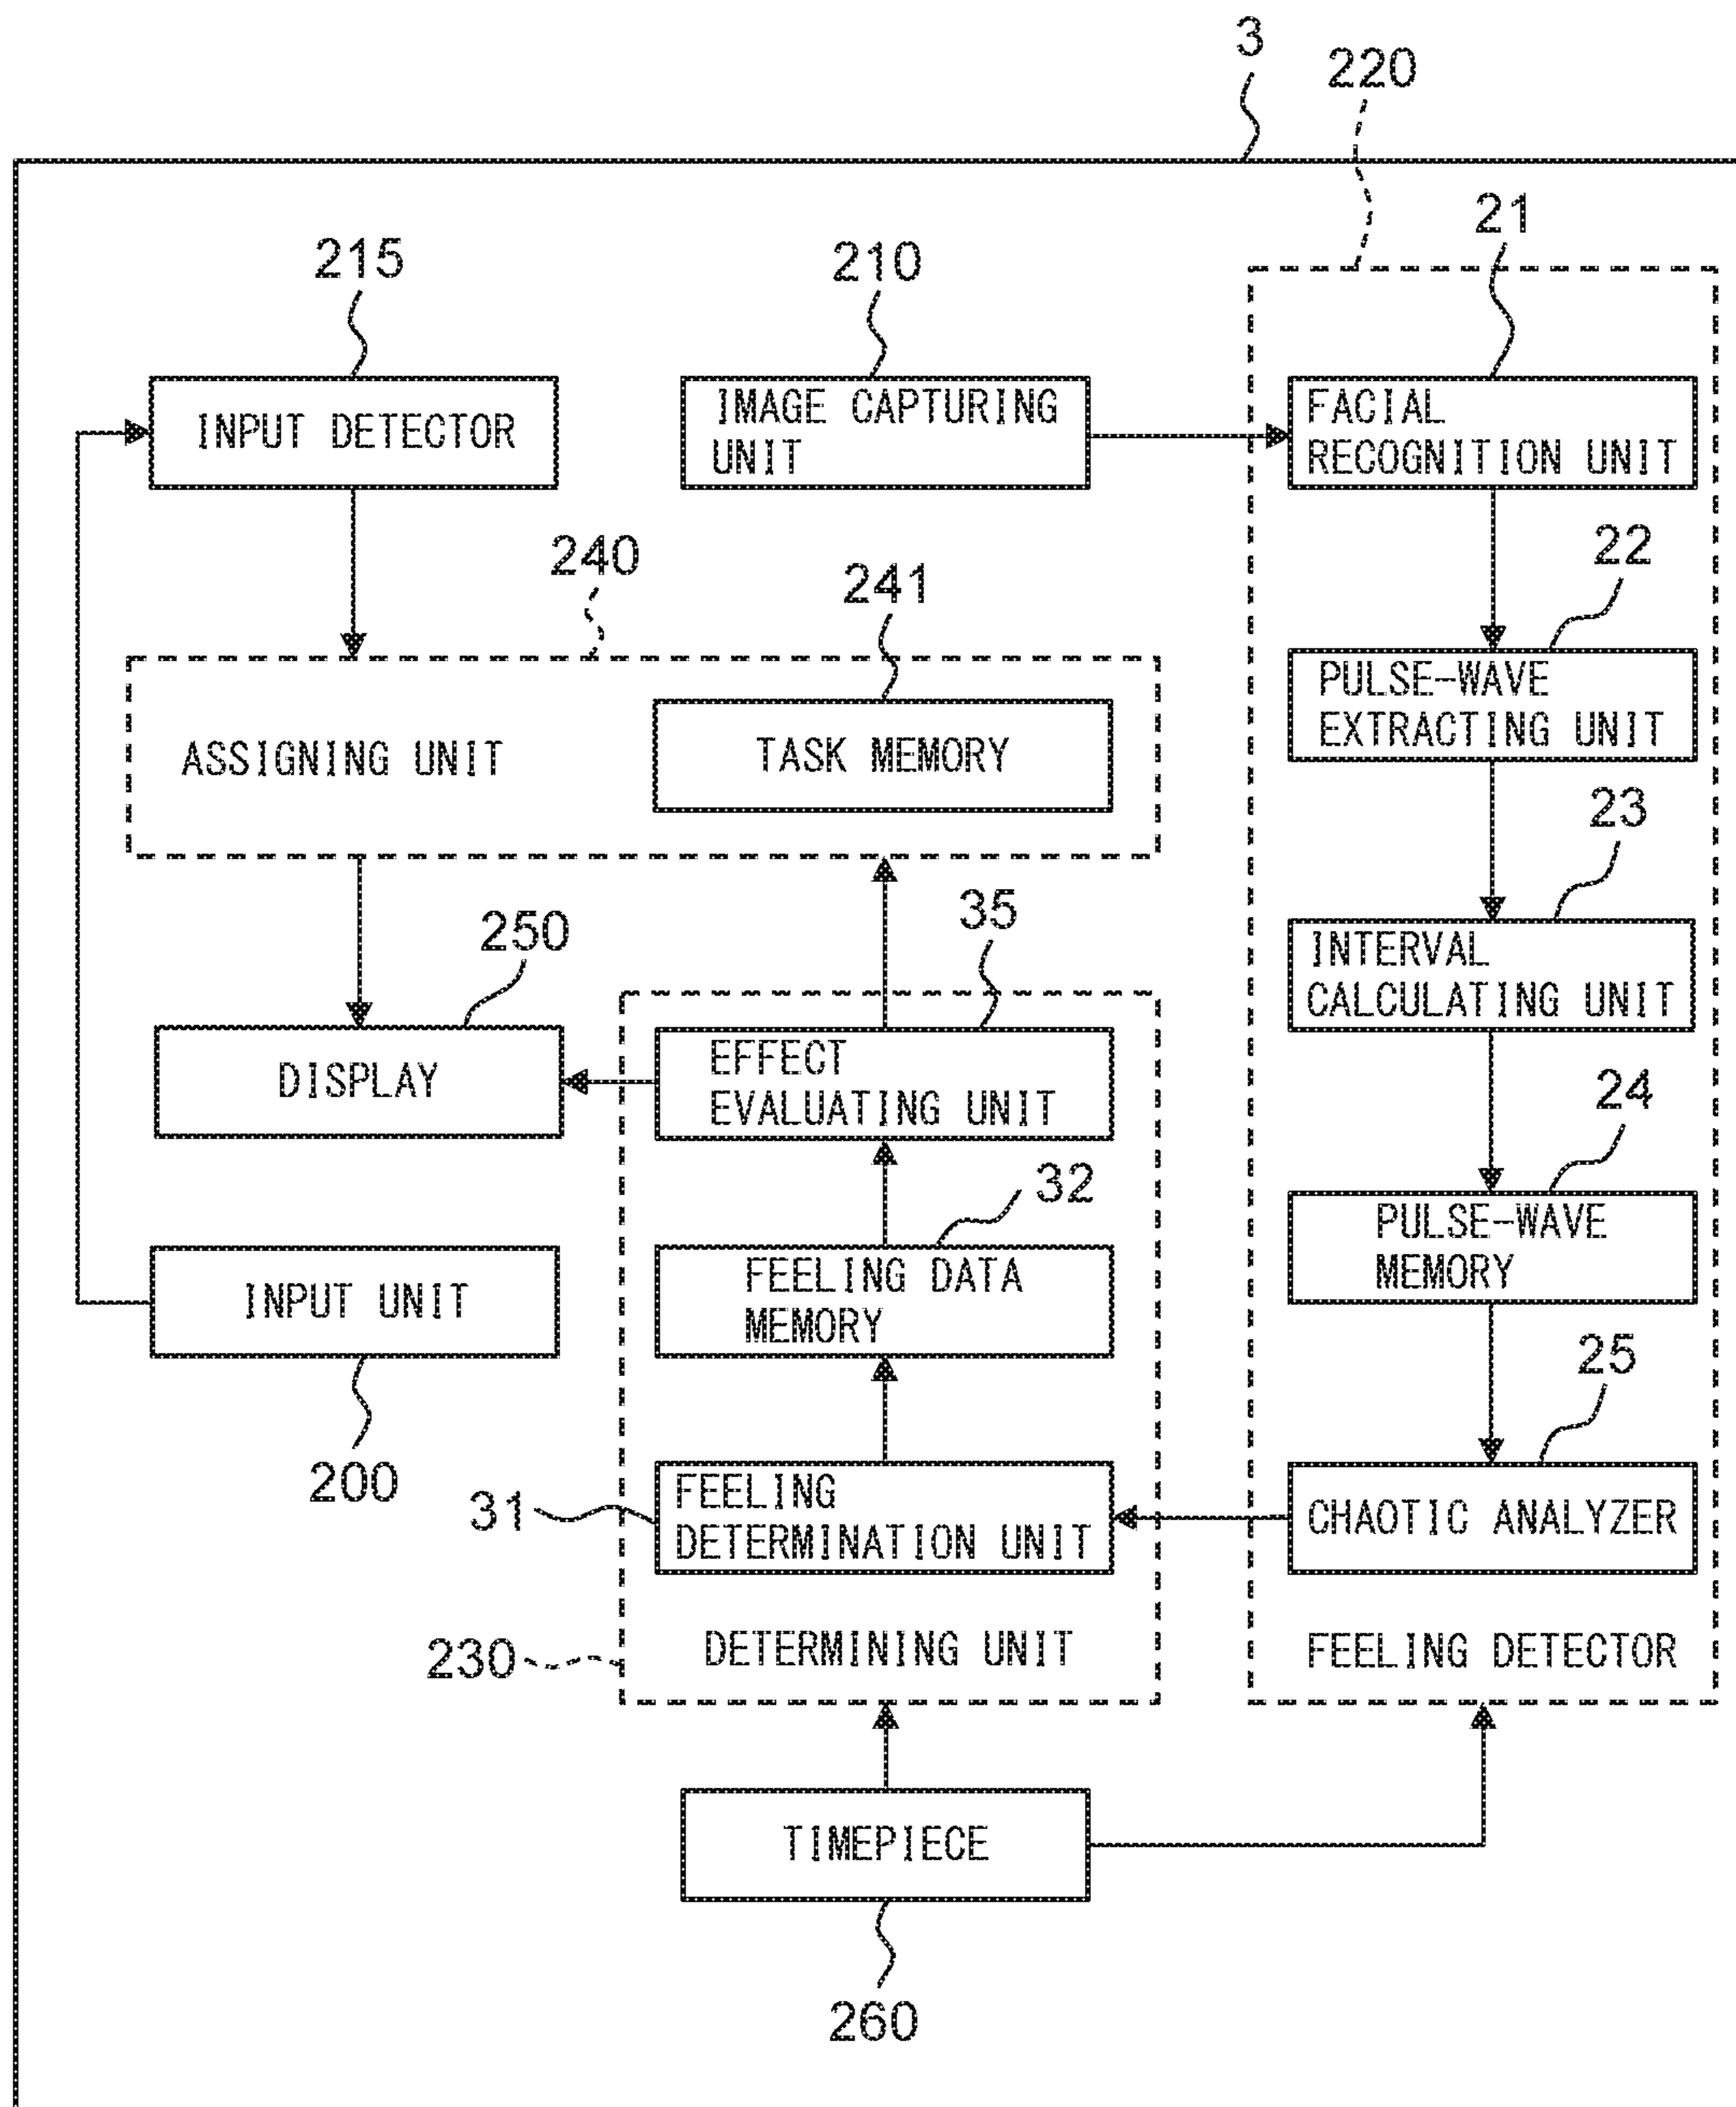 3
220
215
210
21
INPUT DETECTOR
IMAGE CAPTURING
UNIT
FACIAL
RECOGNITION UNIT
240
241
22
ASSIGNING UNIT
TASK MEMORY
PULSE-WAVE
EXTRACTING UNIT
23
250
35
INTERVAL
CALCULATING UNIT
DISPLAY
EFFECT
EVALUATING UNIT
24
32
PULSE-WAVE
MEMORY
INPUT UNIT
FEELING DATA
MEMORY
25
200
31
FEELING
DETERMINATION UNIT
CHAOTIC ANALYZER
230
DETERMINING UNIT
FEELING DETECTOR
TIMEPIECE
260